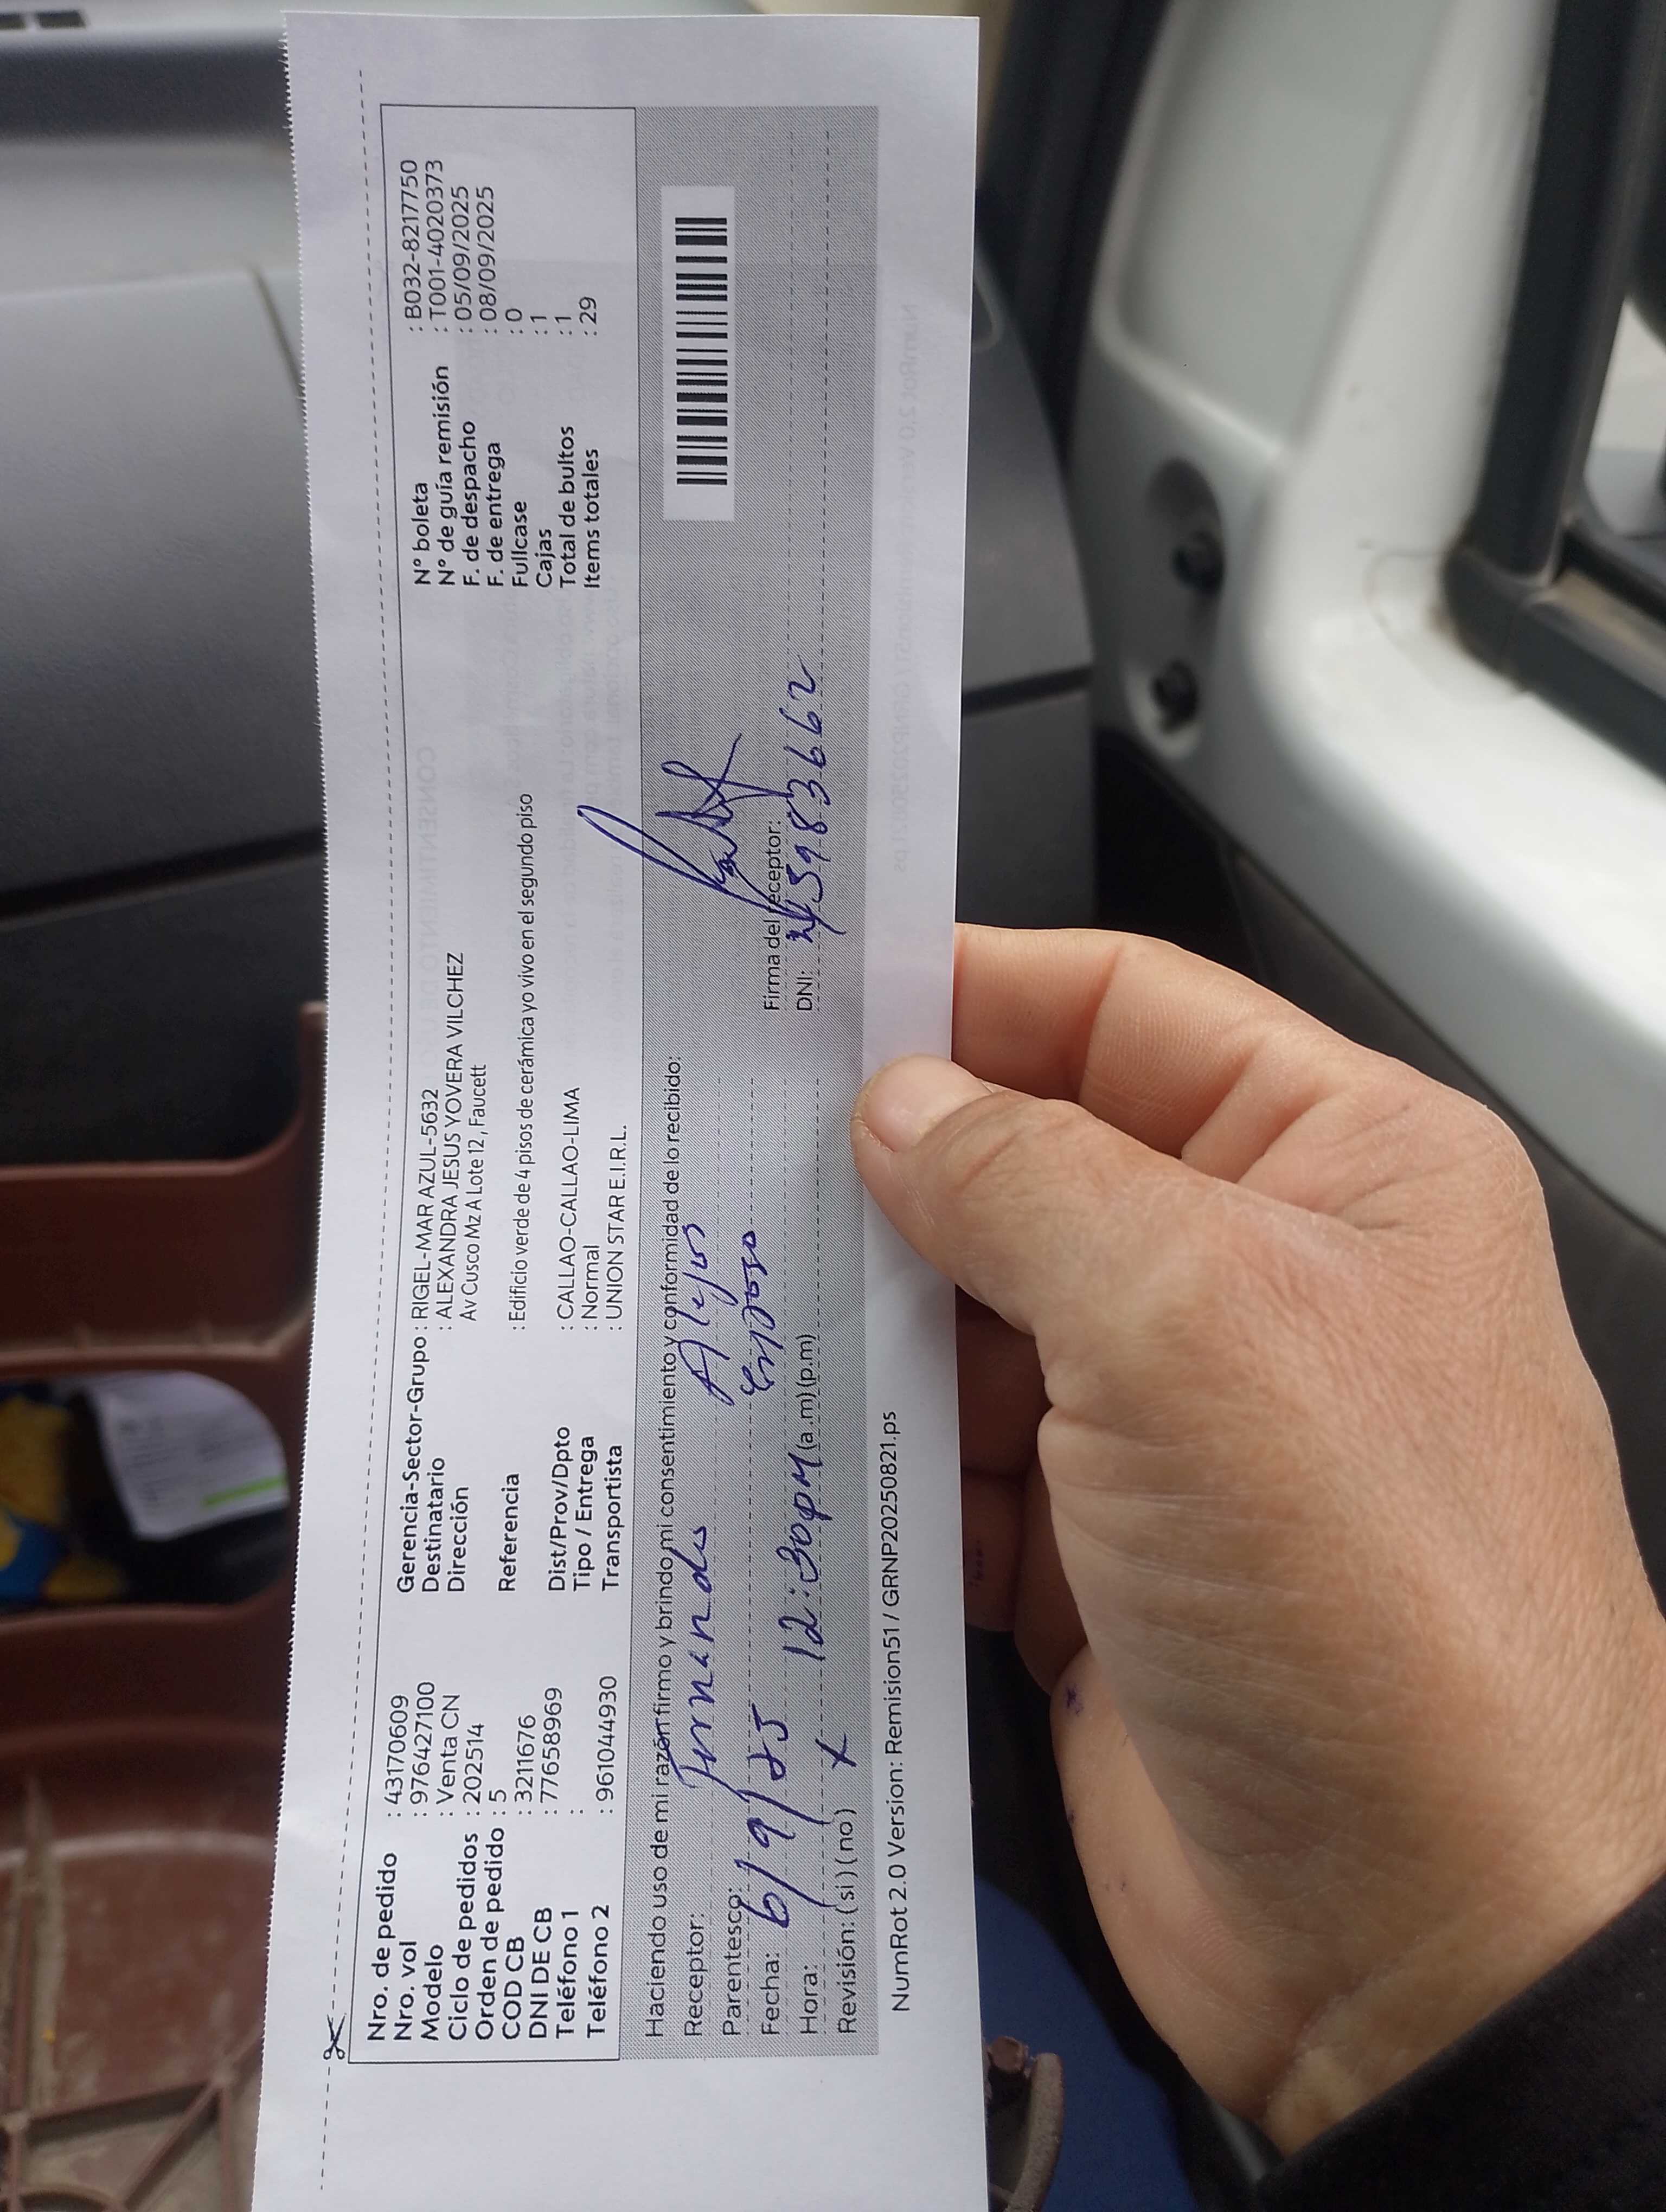 Nro. de pedido : 43170609
Nro. vol : 976427100
Modelo : Venta CN
Ciclo de pedidos : 202514
Orden de pedido : 5
COD CB : 3211676
DNI DE CB : 77658969
Teléfono 1 :
Teléfono 2 : 961044930
Gerencia-Sector-Grupo : RIGEL-MAR AZUL-5632
Destinatario : ALEXANDRA JESUS YOVERA VILCHEZ
Dirección Av Cusco Mz A Lote 12 , Faucett
Referencia : Edificio verde de 4 pisos de cerámica yo vivo en el segundo piso
Dist/Prov/Dpto : CALLAO-CALLAO-LIMA
Tipo / Entrega : Normal
Transportista : UNION STAR E.I.R.L.
N° boleta : B032-8217750
N° de guía remisión : T001-4020373
F. de despacho : 05/09/2025
F. de entrega : 08/09/2025
Fullcase : 0
Cajas : 1
Total de bultos : 1
Items totales : 29
Haciendo uso de mi razón firmo y brindo mi consentimiento y conformidad de lo recibido:
Receptor: Fernando Alejos
Parentesco: Esposo
Fecha: 6/9/25
Hora: 12:30pm (a .m) (p.m)
Revisión: ( si ) ( no ) X
Firma del receptor:
DNI: 45983662
NumRot 2.0 Version: Remision51 / GRNP20250821.ps